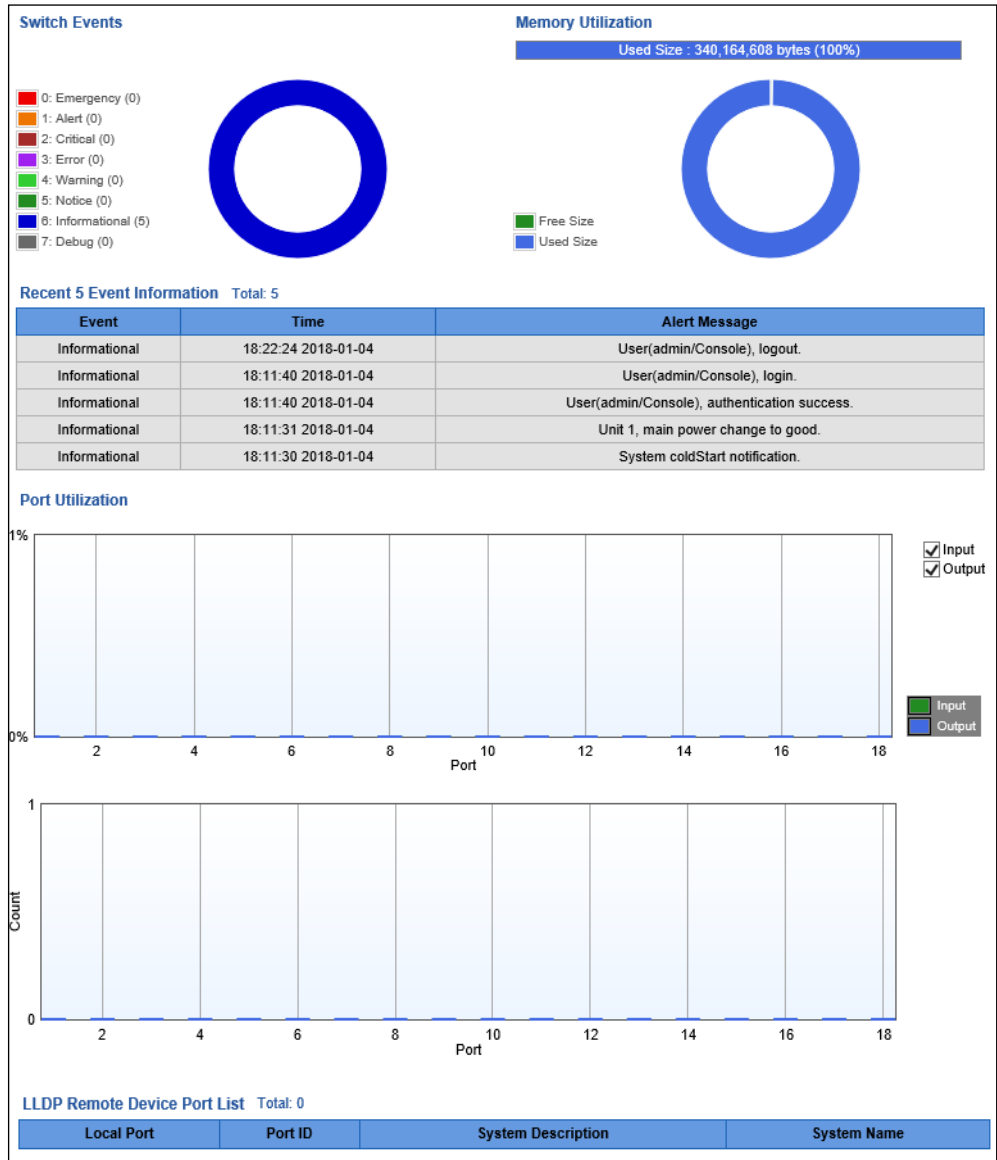 Switch Events
Memory Utilization
Used Size : 340,164,608 bytes (100%)
0: Emergency (0)
1: Alert (0)
2: Critical (0)
3: Error (0)
4: Warning (0)
5: Notice (0)
6: Informational (5)
7: Debug (0)
Free Size
Used Size
Recent 5 Event Information Total: 5
Event Time Alert Message
Informational 18:22:24 2018-01-04 User(admin/Console), logout.
Informational 18:11:40 2018-01-04 User(admin/Console), login.
Informational 18:11:40 2018-01-04 User(admin/Console), authentication success.
Informational 18:11:31 2018-01-04 Unit 1, main power change to good.
Informational 18:11:30 2018-01-04 System coldStart notification.
Port Utilization
1%
Input
Output
Input
Output
0%
2 4 6 8 10 12 14 16 18
Port
1
Count
0
2 4 6 8 10 12 14 16 18
Port
LLDP Remote Device Port List Total: 0
Local Port Port ID System Description System Name